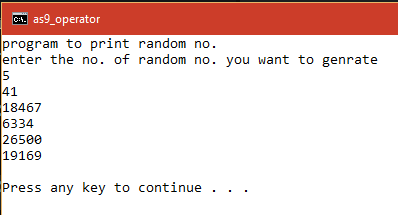 C:\. as9_operator
program to print random no.
enter the no. of random no. you want to genrate
5
41
18467
6334
26500
19169
Press any key to continue . . .